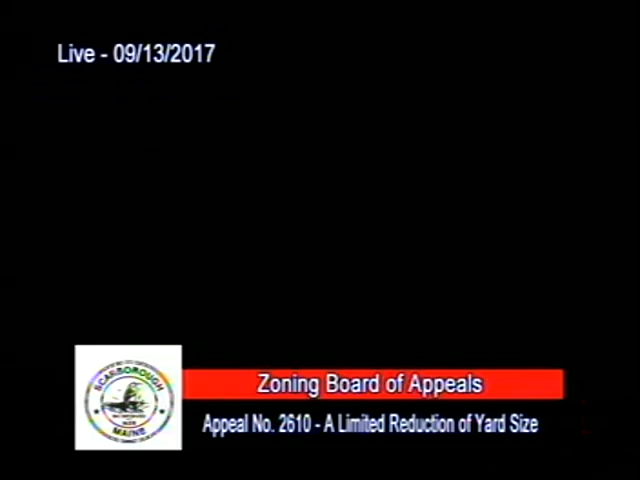 Live - 09/13/2017
Zoning Board of Appeals
Appeal No. 2610 - A Limited Reduction of Yard Size
SCARBOROUGH
MAINE